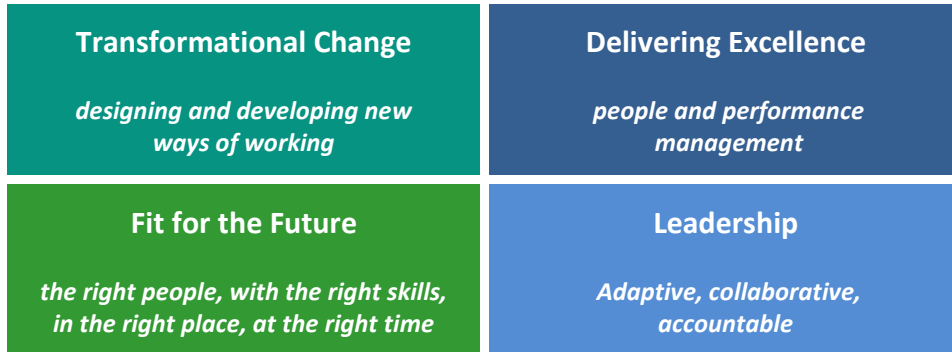 Transformational Change
designing and developing new
ways of working
Delivering Excellence
people and performance
management
Fit for the Future
the right people, with the right skills,
in the right place, at the right time
Leadership
Adaptive, collaborative,
accountable